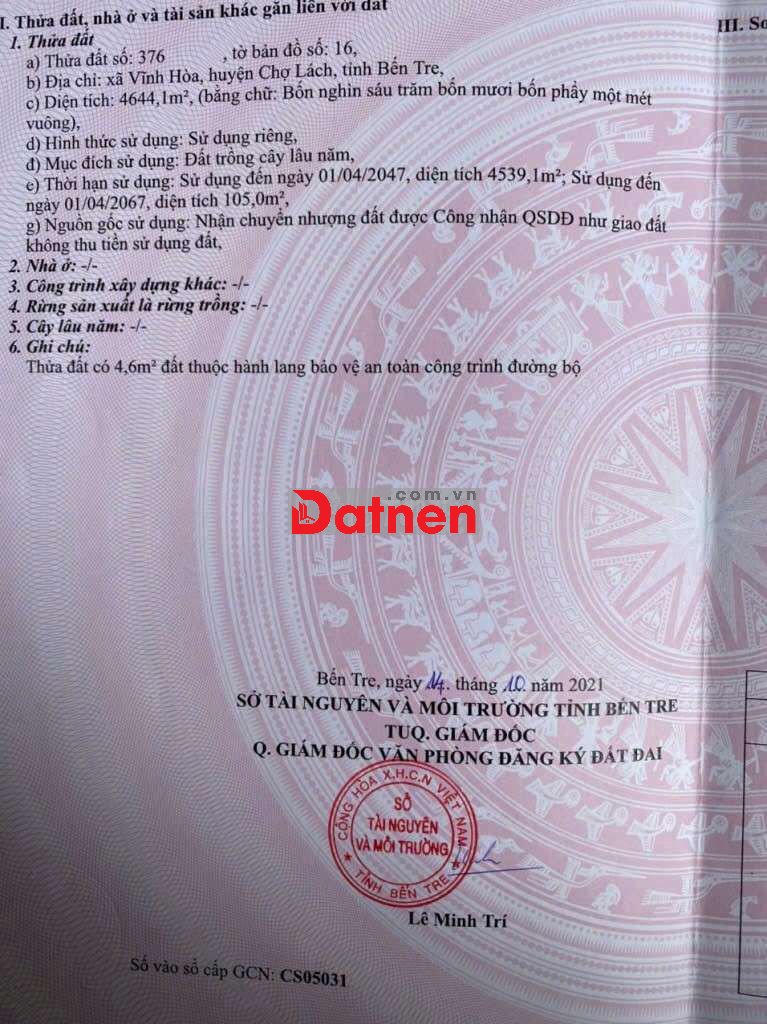 I. Thửa đất, nhà ở và tài sản khác gắn liền với đất
III. Sơ
1. Thửa đất
a) Thửa đất số: 376 , tờ bản đồ số: 16,
b) Địa chỉ: xã Vĩnh Hòa, huyện Chợ Lách, tỉnh Bến Tre,
c) Diện tích: 4644,1m², (bằng chữ: Bốn nghìn sáu trăm bốn mươi bốn phẩy một mét
vuông),
d) Hình thức sử dụng: Sử dụng riêng,
đ) Mục đích sử dụng: Đất trồng cây lâu năm,
e) Thời hạn sử dụng: Sử dụng đến ngày 01/04/2047, diện tích 4539,1m²; Sử dụng đến
ngày 01/04/2067, diện tích 105,0m²,
g) Nguồn gốc sử dụng: Nhận chuyển nhượng đất được Công nhận QSDĐ như giao đất
không thu tiền sử dụng đất,
2. Nhà ở: -/-
3. Công trình xây dựng khác: -/-
4. Rừng sản xuất là rừng trồng: -/-
5. Cây lâu năm: -/-
6. Ghi chú:
Thửa đất có 4,6m² đất thuộc hành lang bảo vệ an toàn công trình đường bộ
.com.vn
Datnen
Bến Tre, ngày 14 tháng 10 năm 2021
SỞ TÀI NGUYÊN VÀ MÔI TRƯỜNG TỈNH BẾN TRE
TUQ. GIÁM ĐỐC
Q. GIÁM ĐỐC VĂN PHÒNG ĐĂNG KÝ ĐẤT ĐAI
CỘNG HÒA X.H.C.N VIỆT NAM
SỞ
TÀI NGUYÊN
VÀ MÔI TRƯỜNG
TỈNH BẾN TRE
Lê Minh Trí
Số vào sổ cấp GCN: CS05031